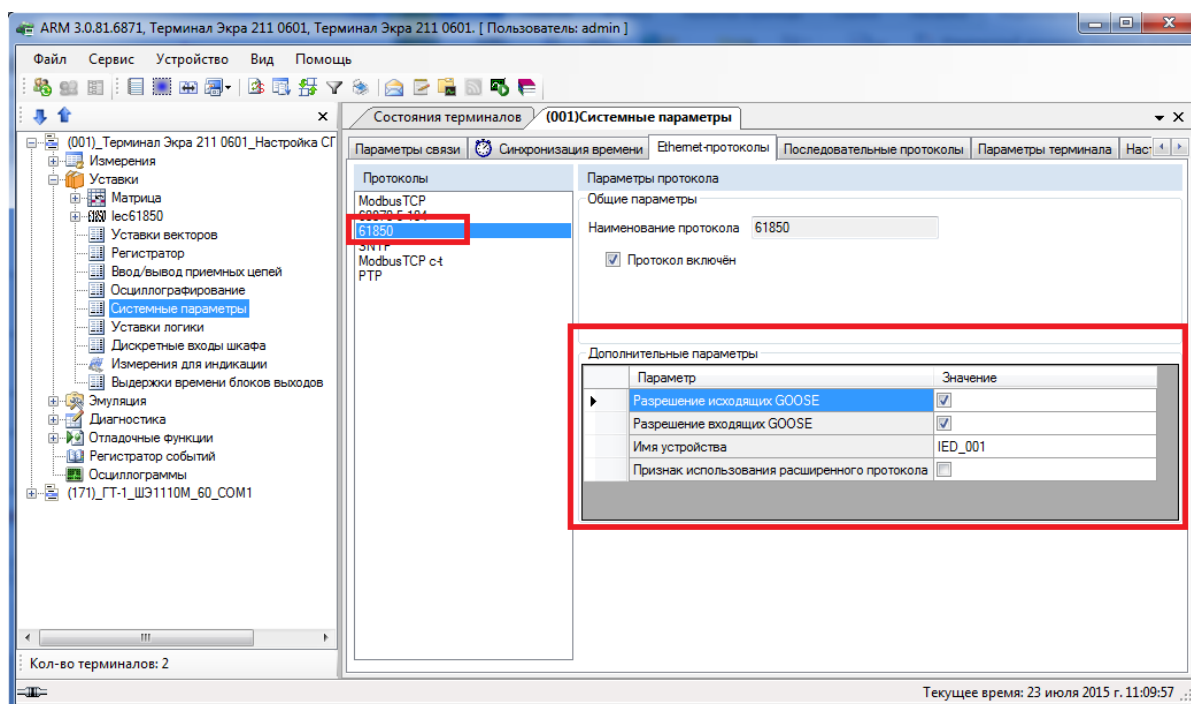 ARM 3.0.81.6871, Терминал Экра 211 0601, Терминал Экра 211 0601. [ Пользователь: admin ]
Файл Сервис Устройство Вид Помощь
Состояния терминалов (001)Системные параметры
(001)_Терминал Экра 211 0601_Настройка СГ
Измерения
Уставки
Матрица
Iec61850
Уставки векторов
Регистратор
Ввод/вывод приемных цепей
Осциллографирование
Системные параметры
Уставки логики
Дискретные входы шкафа
Измерения для индикации
Выдержки времени блоков выходов
Эмуляция
Диагностика
Отладочные функции
Регистратор событий
Осциллограммы
(171)_ГТ-1_ШЭ1110М_60_COM1
Кол-во терминалов: 2
Параметры связи Синхронизация времени Ethernet-протоколы Последовательные протоколы Параметры терминала Нас
Протоколы
ModbusTCP
60870-5-104
61850
SNTP
ModbusTCP c-t
PTP
Параметры протокола
Общие параметры
Наименование протокола 61850
Протокол включён
Дополнительные параметры
Параметр Значение
Разрешение исходящих GOOSE
Разрешение входящих GOOSE
Имя устройства IED_001
Признак использования расширенного протокола
Текущее время: 23 июля 2015 г. 11:09:57